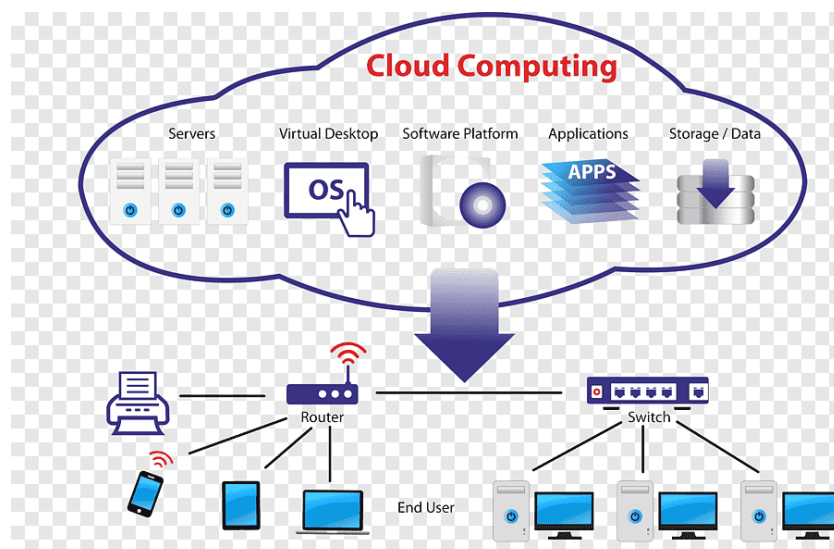 Cloud Computing
Servers
Virtual Desktop
Software Platform
Applications
Storage / Data
OS
APPS
Router
Switch
End User